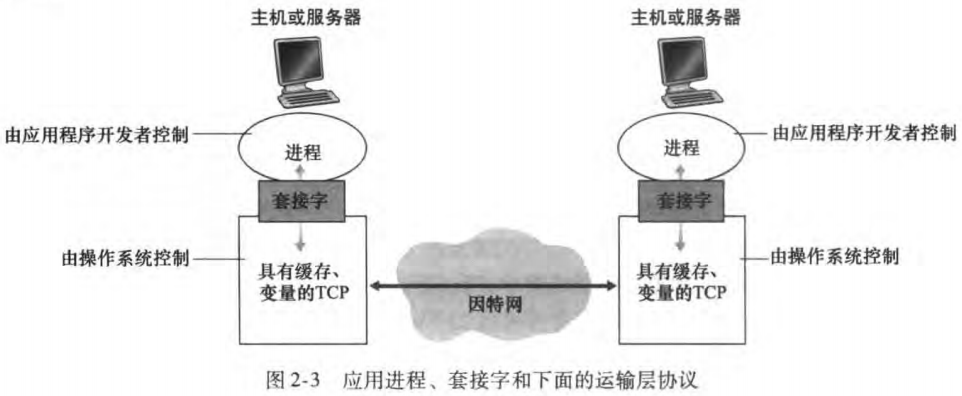 主机或服务器
主机或服务器
由应用程序开发者控制
进程
进程
由应用程序开发者控制
套接字
套接字
由操作系统控制
具有缓存、
变量的TCP
因特网
具有缓存、
变量的TCP
由操作系统控制
图2-3 应用进程、套接字和下面的运输层协议